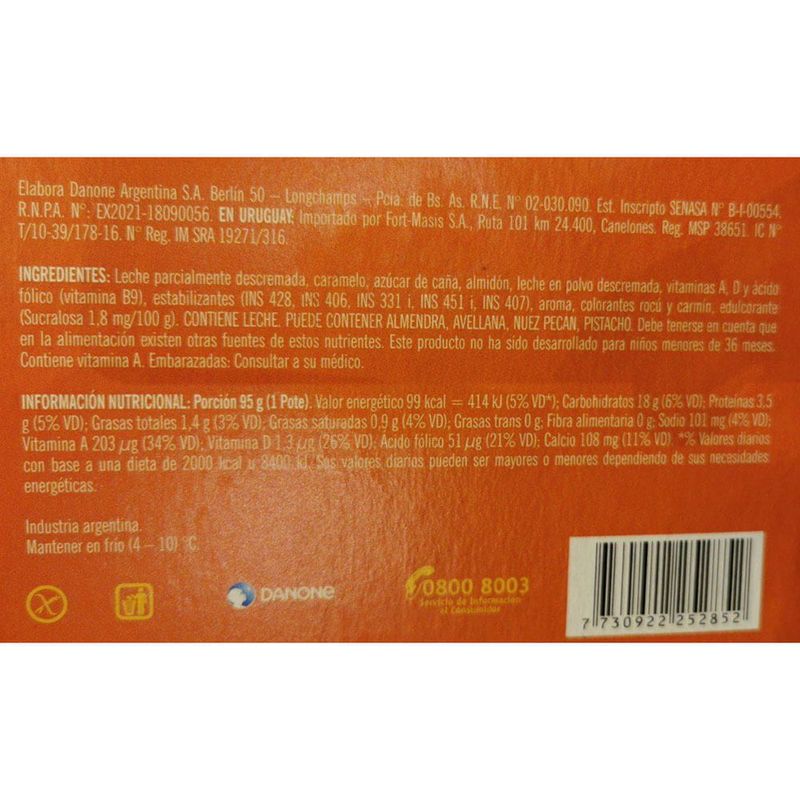 Elabora Danone Argentina S.A. Berlín 50 – Longchamps – Pcia. de Bs. As. R.N.E. N° 02-030.090. Est. Inscripto SENASA N° B-I-00554.
R.N.P.A. N°: EX2021-18090056. EN URUGUAY: Importado por Fort-Masis S.A., Ruta 101 km 24.400, Canelones. Reg. MSP 38651. IC N°
T/10-39/178-16. N° Reg. IM SRA 19271/316.
INGREDIENTES: Leche parcialmente descremada, caramelo, azúcar de caña, almidón, leche en polvo descremada, vitaminas A, D y ácido
fólico (vitamina B9), estabilizantes (INS 428, INS 406, INS 331 i, INS 451 i, INS 407), aroma, colorantes rocú y carmín, edulcorante
(Sucralosa 1.8 mg/100 g). CONTIENE LECHE. PUEDE CONTENER ALMENDRA, AVELLANA, NUEZ PECAN, PISTACHO. Debe tenerse en cuenta que
en la alimentación existen otras fuentes de estos nutrientes. Este producto no ha sido desarrollado para niños menores de 36 meses.
Contiene vitamina A. Embarazadas: Consultar a su médico.
INFORMACIÓN NUTRICIONAL: Porción 95 g (1 Pote). Valor energético 99 kcal = 414 kJ (5% VD*); Carbohidratos 18 g (6% VD); Proteínas 3,5
g (5% VD); Grasas totales 1,4 g (3% VD); Grasas saturadas 0,9 g (4% VD); Grasas trans 0 g; Fibra alimentaria 0 g; Sodio 101 mg (4% VD);
Vitamina A 203 µg (34% VD); Vitamina D 1,3 µg (26% VD); Ácido fólico 51 µg (21% VD); Calcio 108 mg (11% VD). *% Valores diarios
con base a una dieta de 2000 kcal u 8400 kJ. Sus valores diarios pueden ser mayores o menores dependiendo de sus necesidades
energéticas.
Industria argentina.
Mantener en frío (4 – 10) °C.
DANONE
0800 8003
Servicio de Información
al Consumidor
7 730922 252852